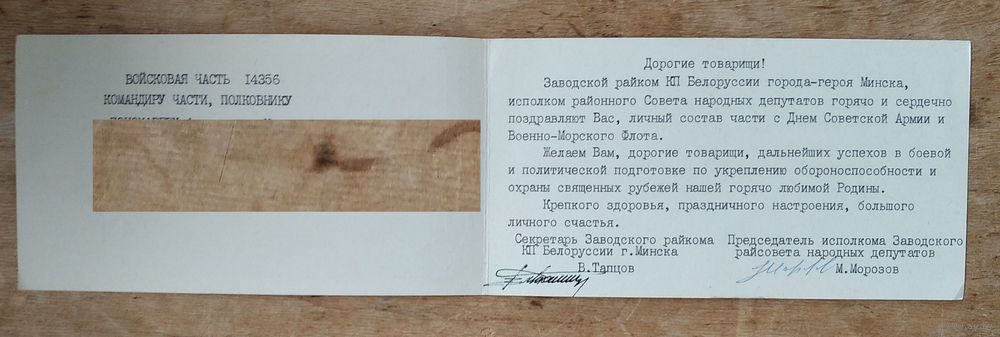 ВОЙСКОВАЯ ЧАСТЬ I4356
КОМАНДИРУ ЧАСТИ, ПОЛКОВНИКУ
Дорогие товарищи!
Заводской райком КП Белоруссии города-героя Минска,
исполком районного Совета народных депутатов горячо и сердечно
поздравляют Вас, личный состав части с Днем Советской Армии и
Военно-Морского Флота.
Желаем Вам, дорогие товарищи, дальнейших успехов в боевой
и политической подготовке по укреплению обороноспособности и
охраны священных рубежей нашей горячо любимой Родины.
Крепкого здоровья, праздничного настроения, большого
личного счастья.
Секретарь Заводского райкома
КП Белоруссии г.Минска
В.Тапцов
Председатель исполкома Заводского
райсовета народных депутатов
М.Морозов